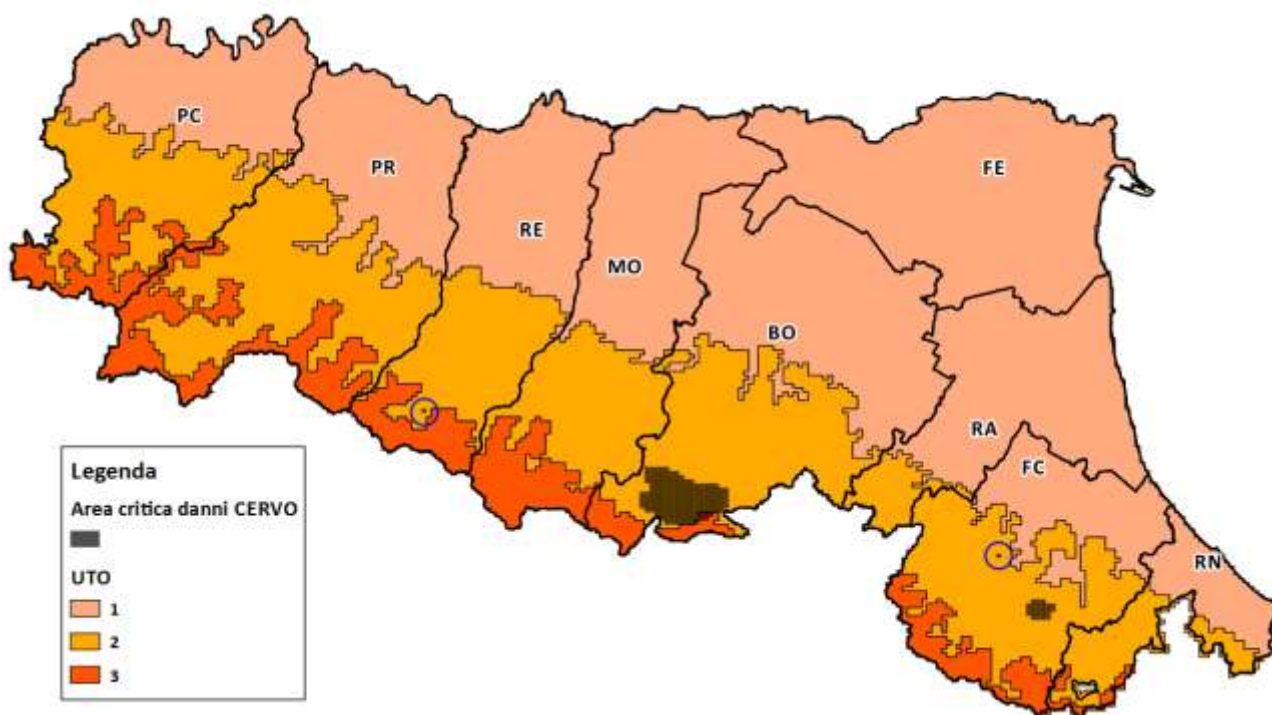 PC
PR
RE
MO
FE
BO
RA
FC
RN
Legenda
Area critica danni CERVO
UTO
1
2
3